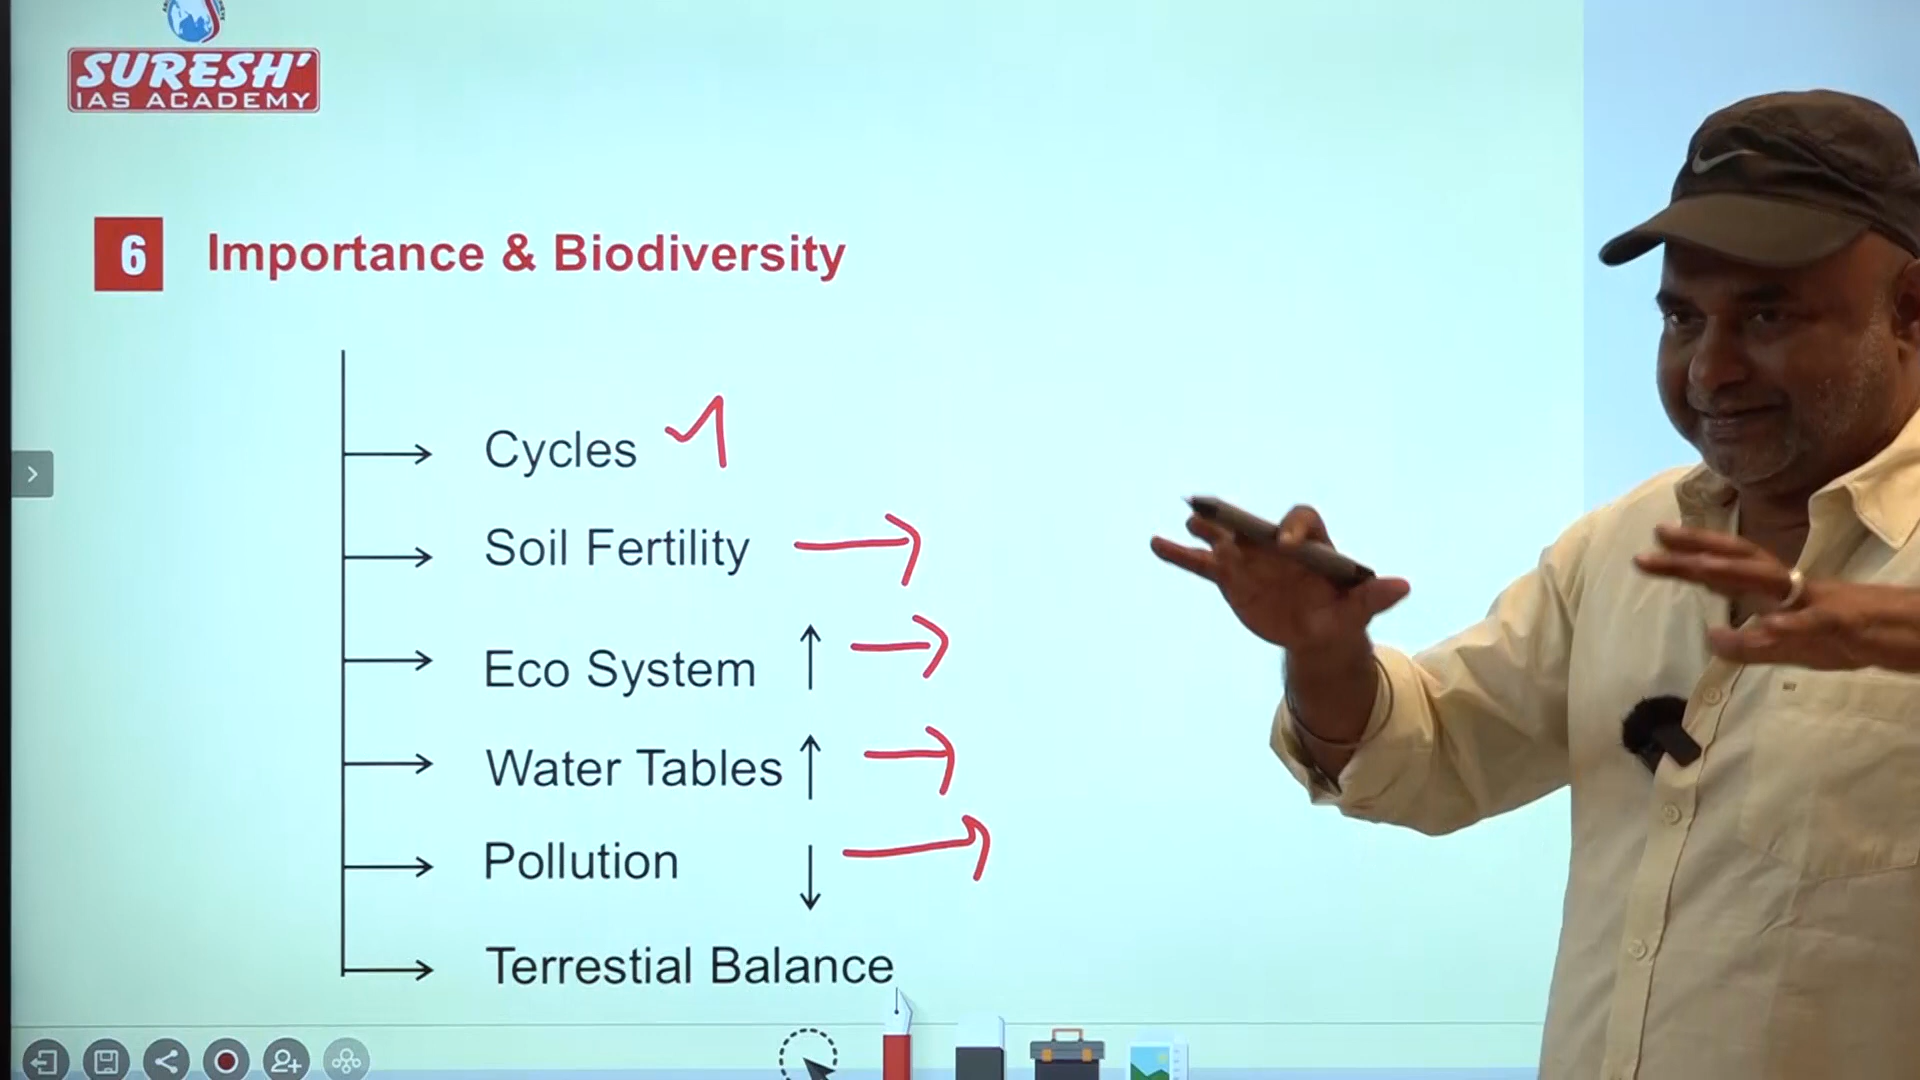 SURESH'
IAS ACADEMY
6 Importance & Biodiversity
Cycles
Soil Fertility
Eco System ↑
Water Tables ↑
Pollution ↓
Terrestial Balance